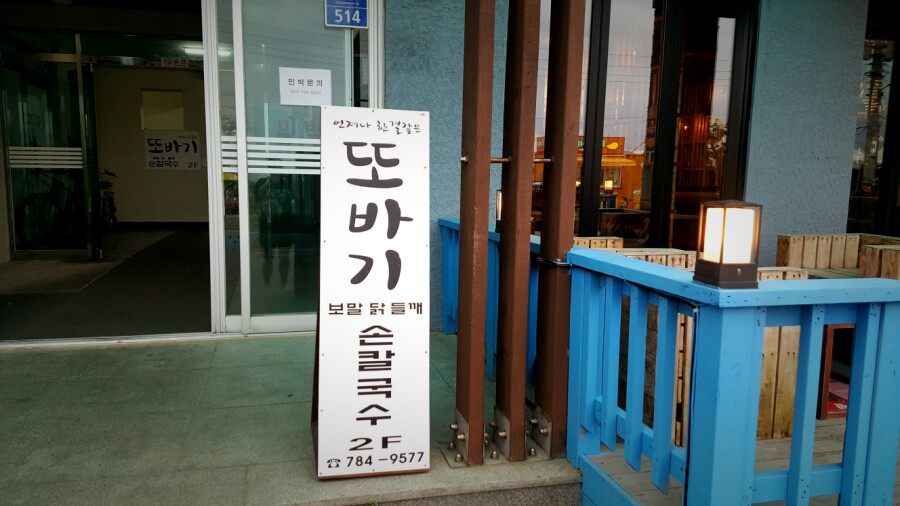 514
민박문의
언제나 한결같은
또바기
보말 닭 들깨
손칼국수
2F
☎ 784-9577
또바기
손칼국수 2F